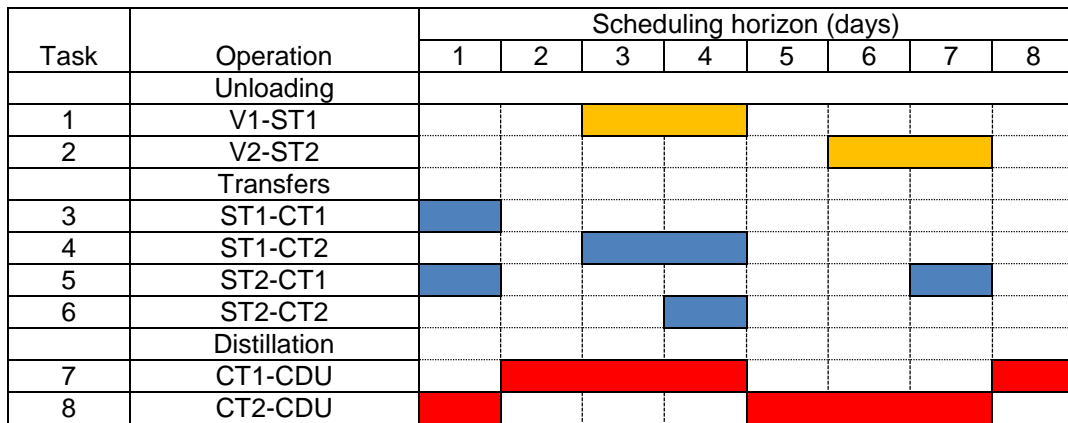 Scheduling horizon (days)
Task Operation 1 2 3 4 5 6 7 8
Unloading
1 V1-ST1
2 V2-ST2
Transfers
3 ST1-CT1
4 ST1-CT2
5 ST2-CT1
6 ST2-CT2
Distillation
7 CT1-CDU
8 CT2-CDU